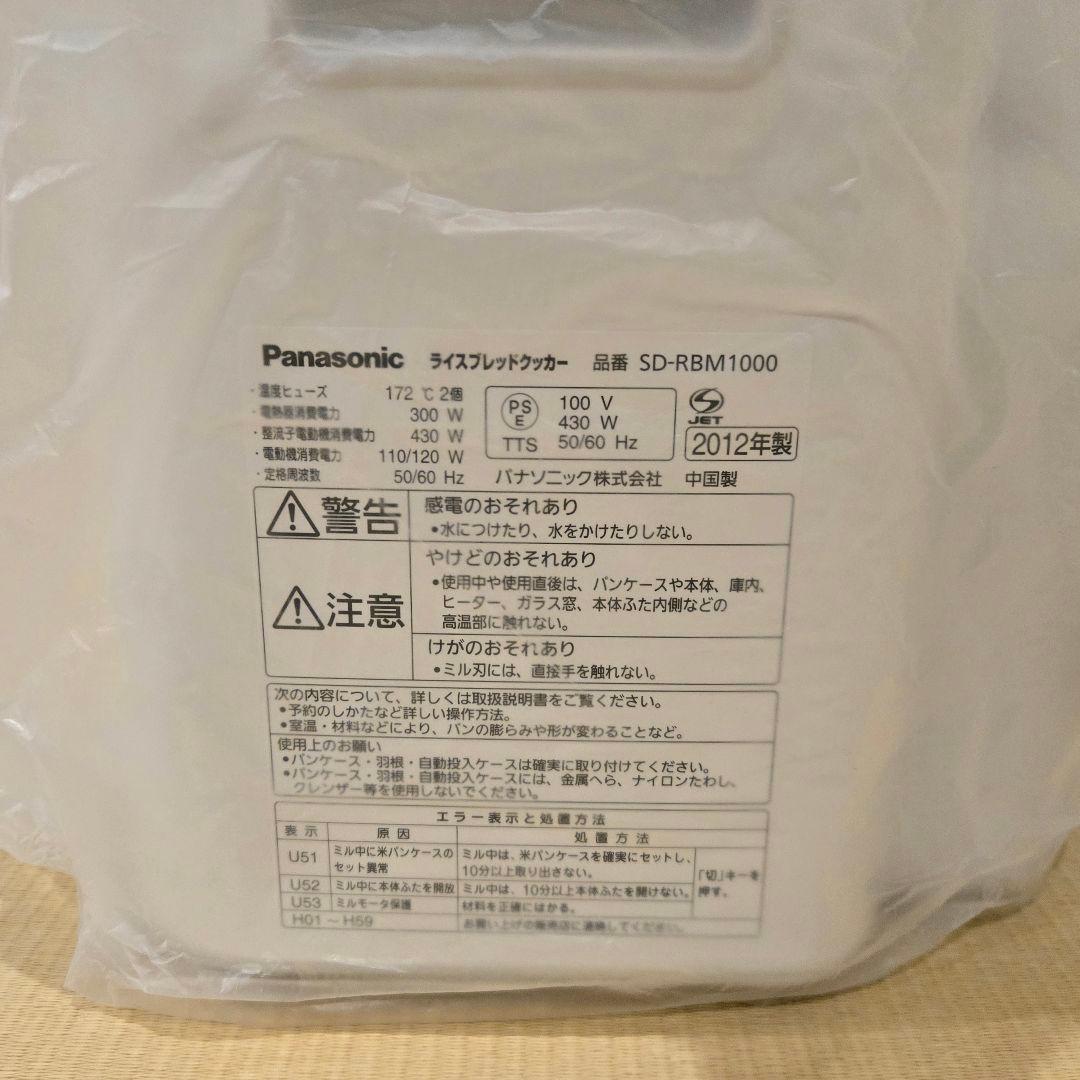 Panasonic ライスブレッドクッカー 品番 SD-RBM1000
・温度ヒューズ 172 ℃ 2個
・電熱器消費電力 300 W
・整流子電動機消費電力 430 W
・電動機消費電力 110/120 W
・定格周波数 50/60 Hz
PS E TTS
100 V
430 W
50/60 Hz
JET
2012年製
パナソニック株式会社 中国製
警告
感電のおそれあり
●水につけたり、水をかけたりしない。
注意
やけどのおそれあり
●使用中や使用直後は、パンケースや本体、庫内、
ヒーター、ガラス窓、本体ふた内側などの
高温部に触れない。
けがのおそれあり
●ミル刃には、直接手を触れない。
次の内容について、詳しくは取扱説明書をご覧ください。
●予約のしかたなど詳しい操作方法。
●室温・材料などにより、パンの膨らみや形が変わることなど。
使用上のお願い
●パンケース・羽根・自動投入ケースは確実に取り付けてください。
●パンケース・羽根・自動投入ケースには、金属へら、ナイロンたわし、
クレンザー等を使用しないでください。
エラー表示と処置方法
表示 原因 処置方法
U51 ミル中に米パンケースの
セット異常
ミル中は、米パンケースを確実にセットし、
10分以上取り出さない。
U52 ミル中に本体ふたを開放 ミル中は、10分以上本体ふたを開けない。
U53 ミルモータ保護 材料を正確にはかる。
「切」キーを
押す。
H01～H59 お買い上げの販売店に連絡してください。